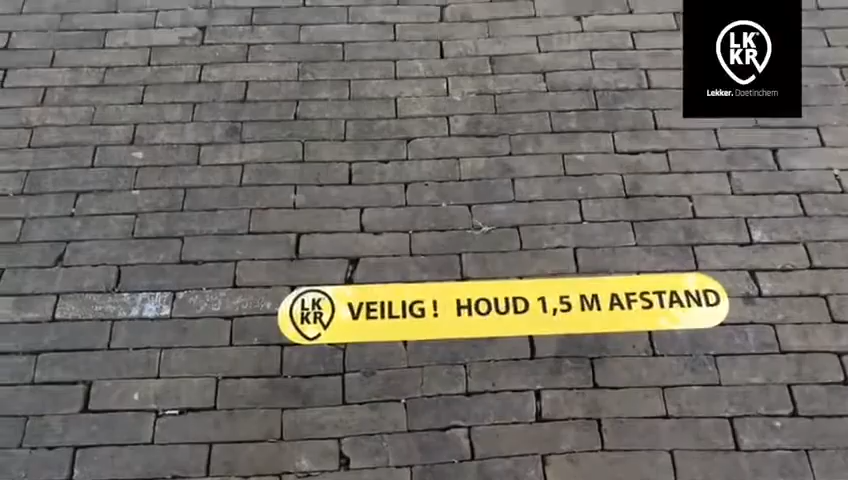 LK
KR
Lekker. Doetinchem
LK
KR
VEILIG! HOUD 1,5 M AFSTAND